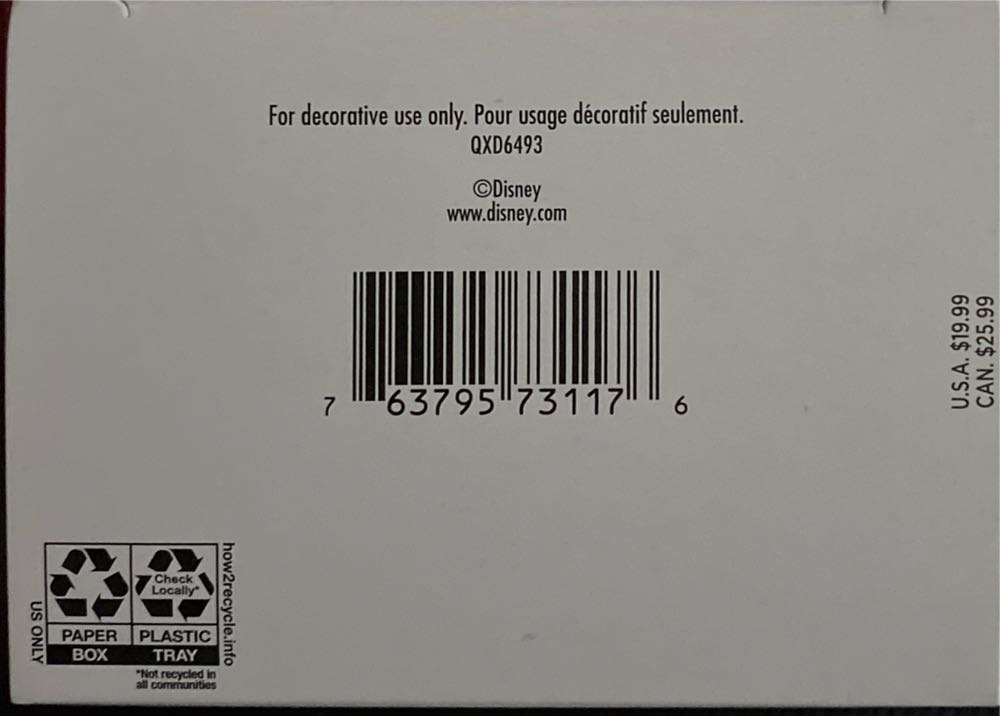 For decorative use only. Pour usage décoratif seulement.
QXD6493
©Disney
www.disney.com
7 63795 73117 6
U.S.A. $19.99
CAN. $25.99
US ONLY
Check
Locally*
PAPER
BOX
PLASTIC
TRAY
*Not recycled in
all communities
how2recycle.info